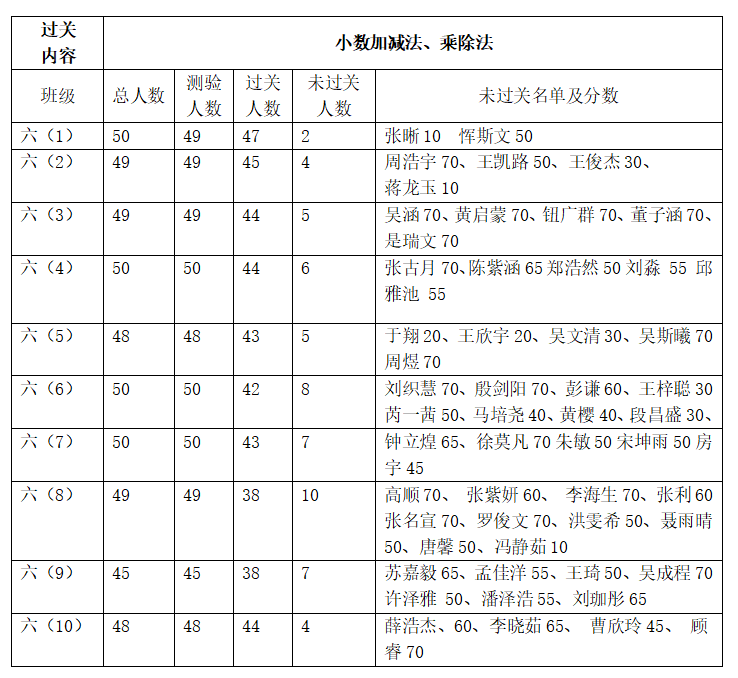 过关内容 小数加减法、乘除法
班级 总人数 测验人数 过关人数 未过关人数 未过关名单及分数
六（1） 50 49 47 2 张晰 10 恽斯文 50
六（2） 49 49 45 4 周浩宇 70、王凯路 50、王俊杰 30、
蒋龙玉 10
六（3） 49 49 44 5 吴涵 70、黄启蒙 70、钮广群 70、董子涵 70、
是瑞文 70
六（4） 50 50 44 6 张古月 70、陈紫涵 65 郑浩然 50 刘淼 55 邱
雅池 55
六（5） 48 48 43 5 于翔 20、王欣宇 20、吴文清 30、吴斯曦 70
周煜 70
六（6） 50 50 42 8 刘织慧 70、殷剑阳 70、彭谦 60、王梓聪 30
芮一茜 50、马培尧 40、黄樱 40、段昌盛 30、
六（7） 50 50 43 7 钟立煌 65、徐莫凡 70 朱敏 50 宋坤雨 50 房
宇 45
六（8） 49 49 38 10 高顺 70、 张紫妍 60、 李海生 70、张利 60
张名宣 70、罗俊文 70、洪雯希 50、聂雨晴
50、唐馨 50、冯静茹 10
六（9） 45 45 38 7 苏嘉毅 65、孟佳洋 55、王琦 50、吴成程 70
许泽雅 50、潘泽浩 55、刘珈彤 65
六（10） 48 48 44 4 薛浩杰、60、李晓茹 65、 曹欣玲 45、 顾
睿 70